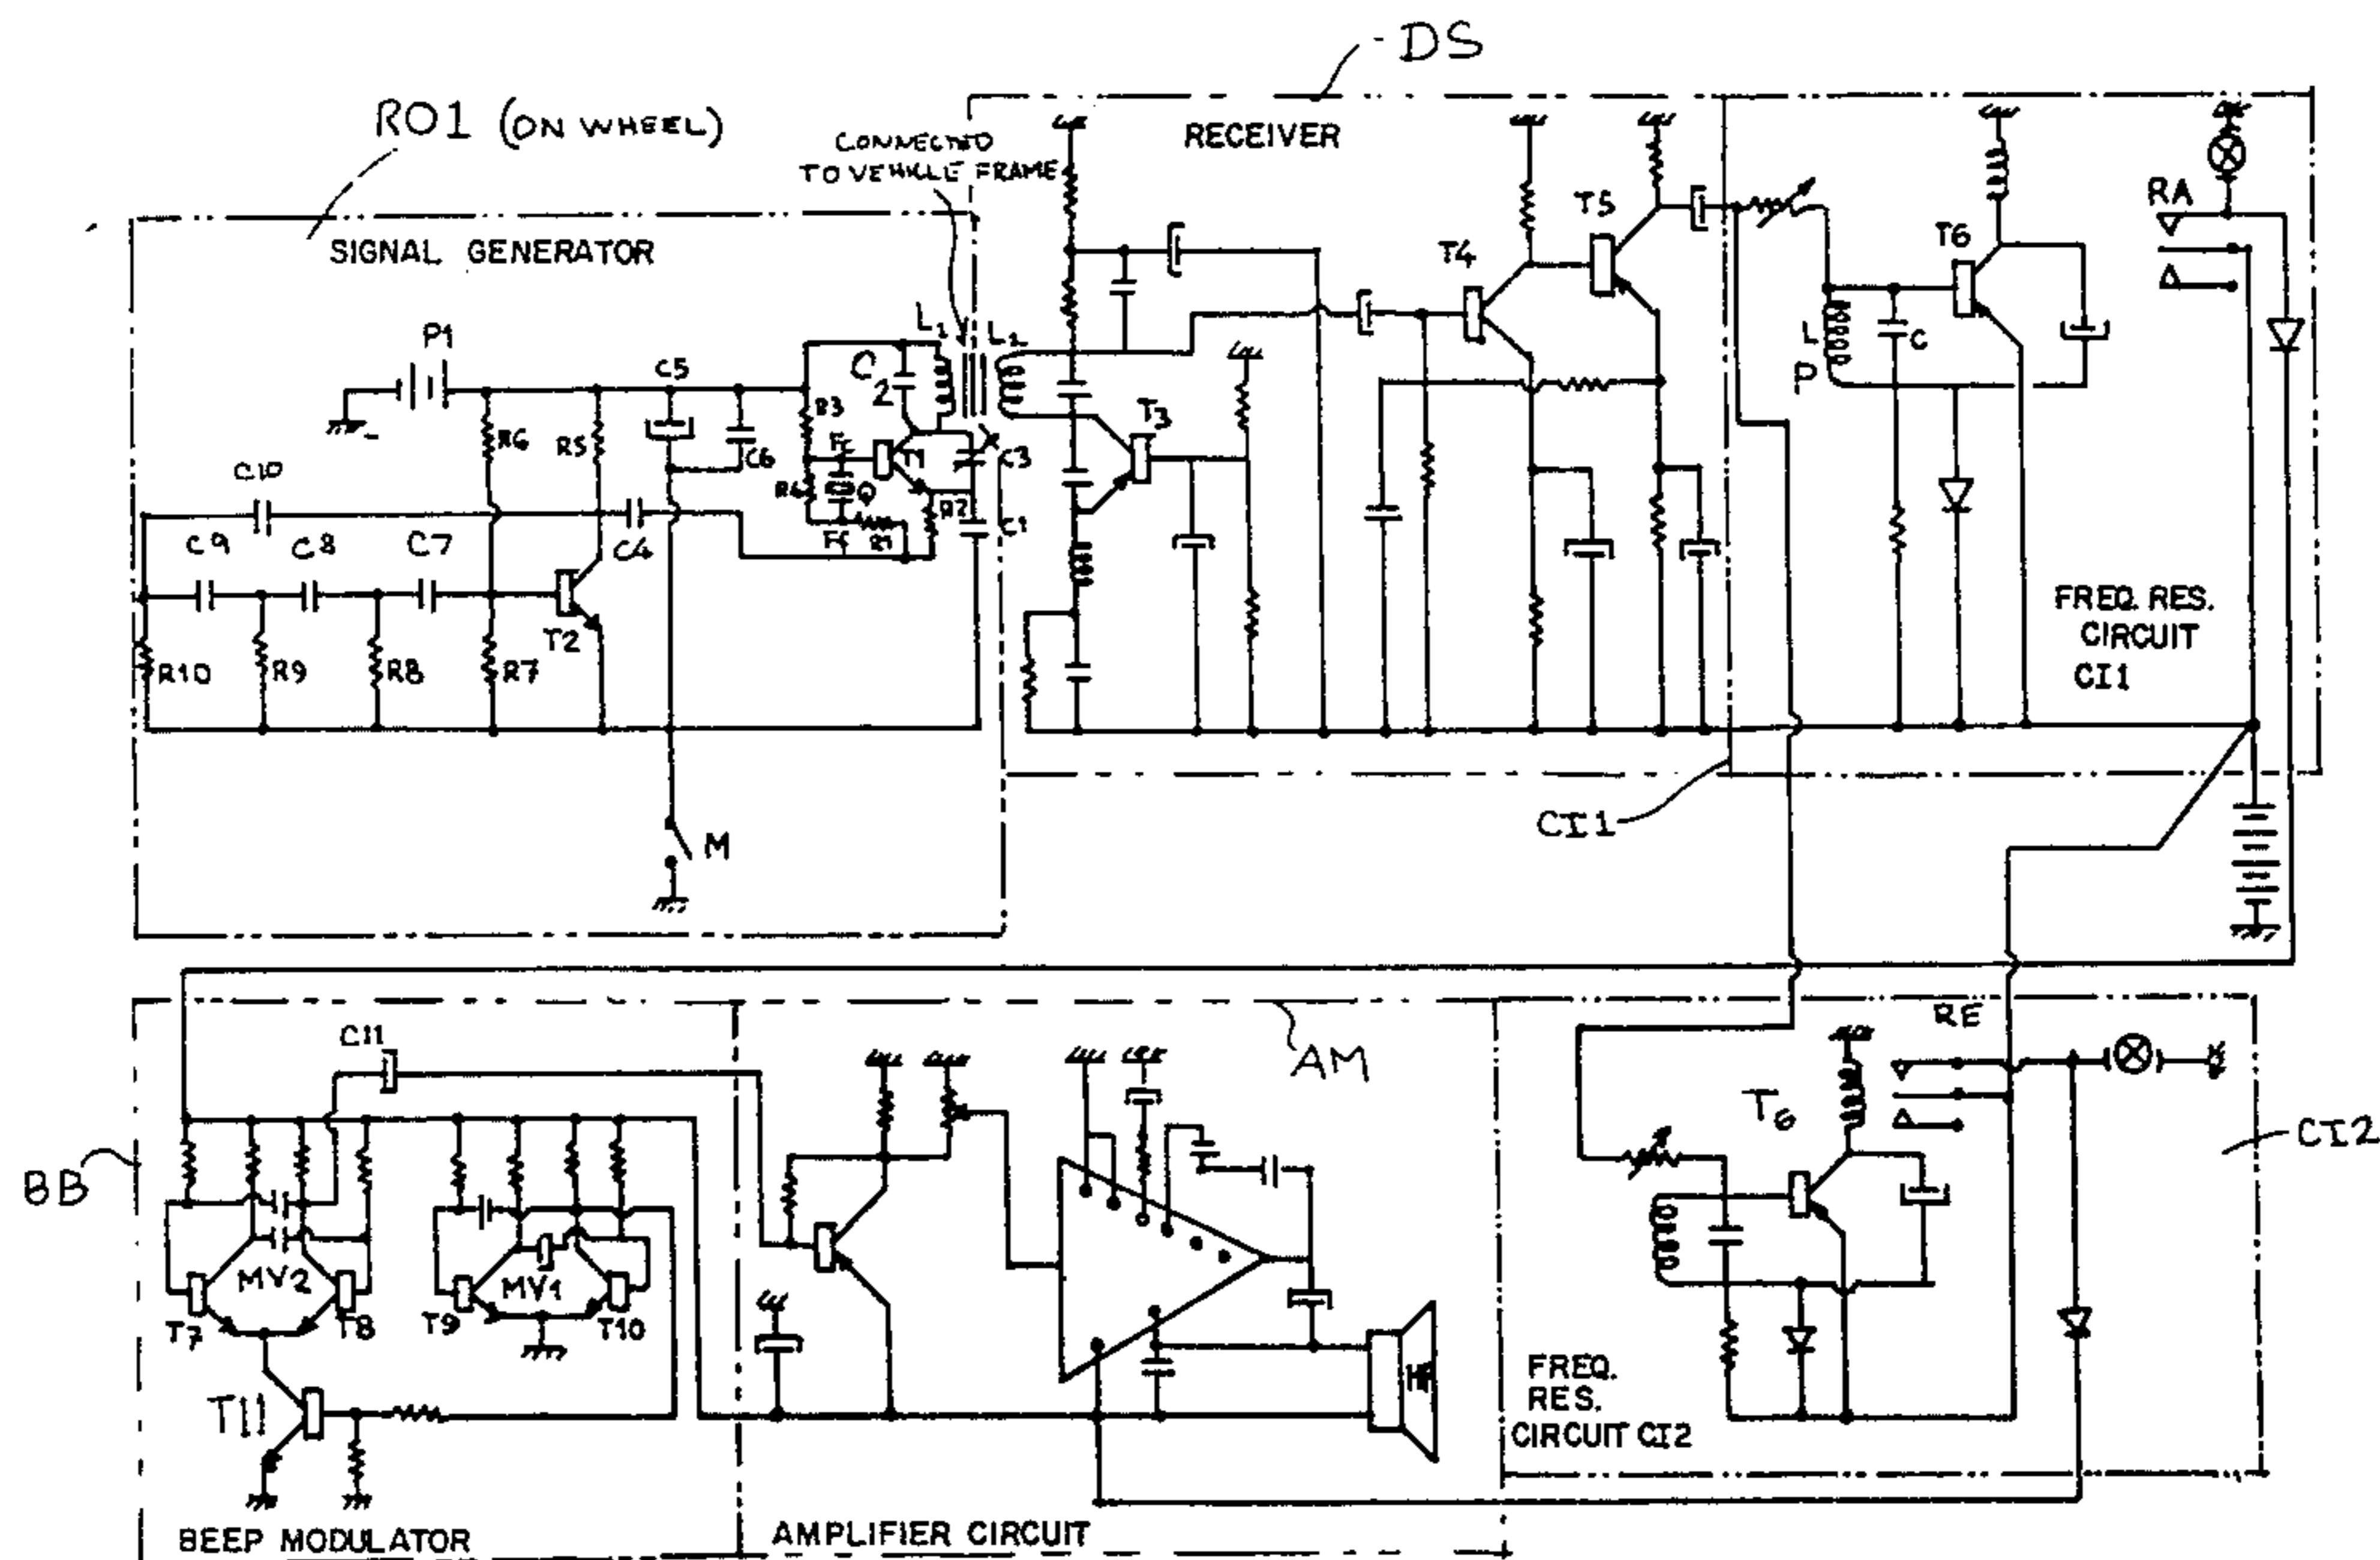 DS
RO1 (ON WHEEL)
CONNECTED
TO VEHICLE FRAME
RECEIVER
SIGNAL GENERATOR
RA
T5
T4
T6
P1
C5
C2
L1
L2
L
C
P
R6
R5
C6
R3
T1
C3
T3
C10
R4
Q
R2
C1
C9
C8
C7
C4
R1
T2
R10
R9
R8
R7
FREQ. RES.
CIRCUIT
CI1
M
CI1
C11
AM
RE
T6
CI2
BB
MV2
MV1
T7
T8
T9
T10
T11
FREQ.
RES.
CIRCUIT CI2
BEEP MODULATOR
AMPLIFIER CIRCUIT